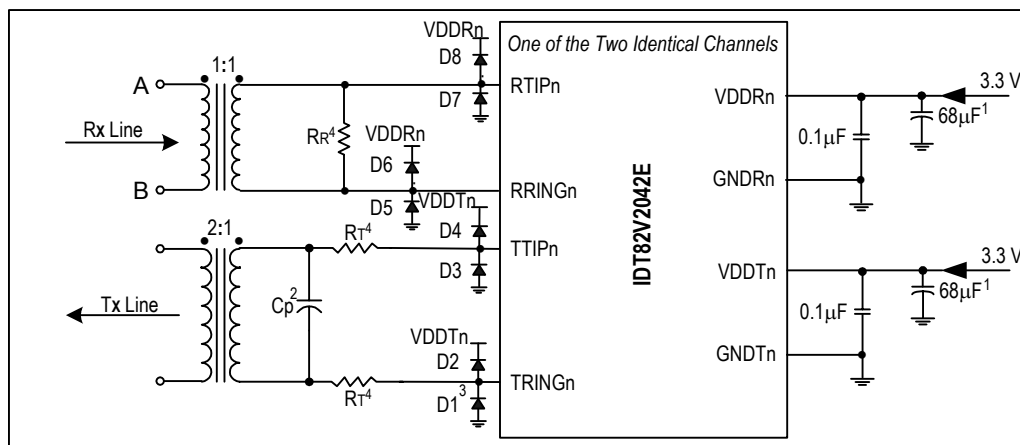 One of the Two Identical Channels
VDDRn
D8
1:1
A
RTIPn
D7
VDDRn
3.3 V
68µF1
Rx Line
RR4
VDDRn
D6
0.1µF
B
RRINGn
GNDRn
D5
VDDTn
2:1
RT4
D4
TTIPn
D3
IDT82V2042E
VDDTn
3.3 V
68µF1
Tx Line
Cp2
0.1µF
VDDTn
D2
GNDTn
TRINGn
RT4
D13